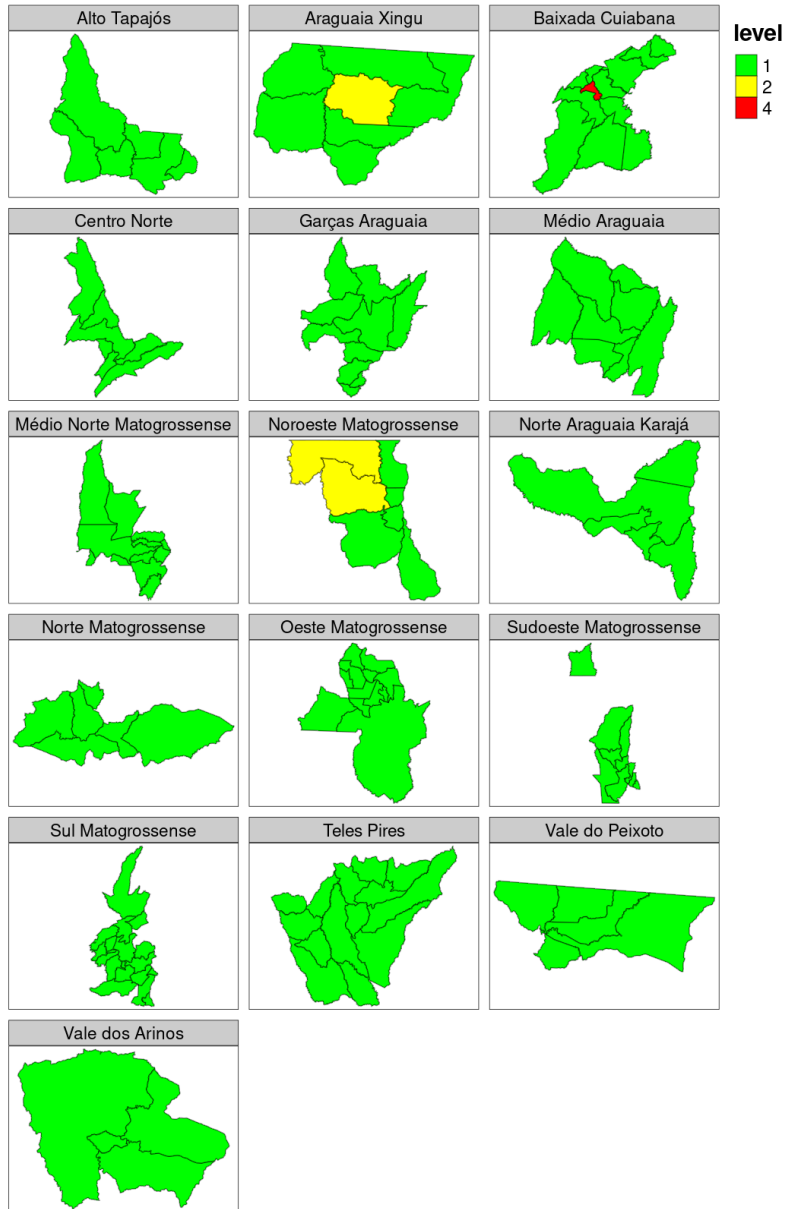 Alto Tapajós
Araguaia Xingu
Baixada Cuiabana
level
1
2
4
Centro Norte
Garças Araguaia
Médio Araguaia
Médio Norte Matogrossense
Noroeste Matogrossense
Norte Araguaia Karajá
Norte Matogrossense
Oeste Matogrossense
Sudoeste Matogrossense
Sul Matogrossense
Teles Pires
Vale do Peixoto
Vale dos Arinos